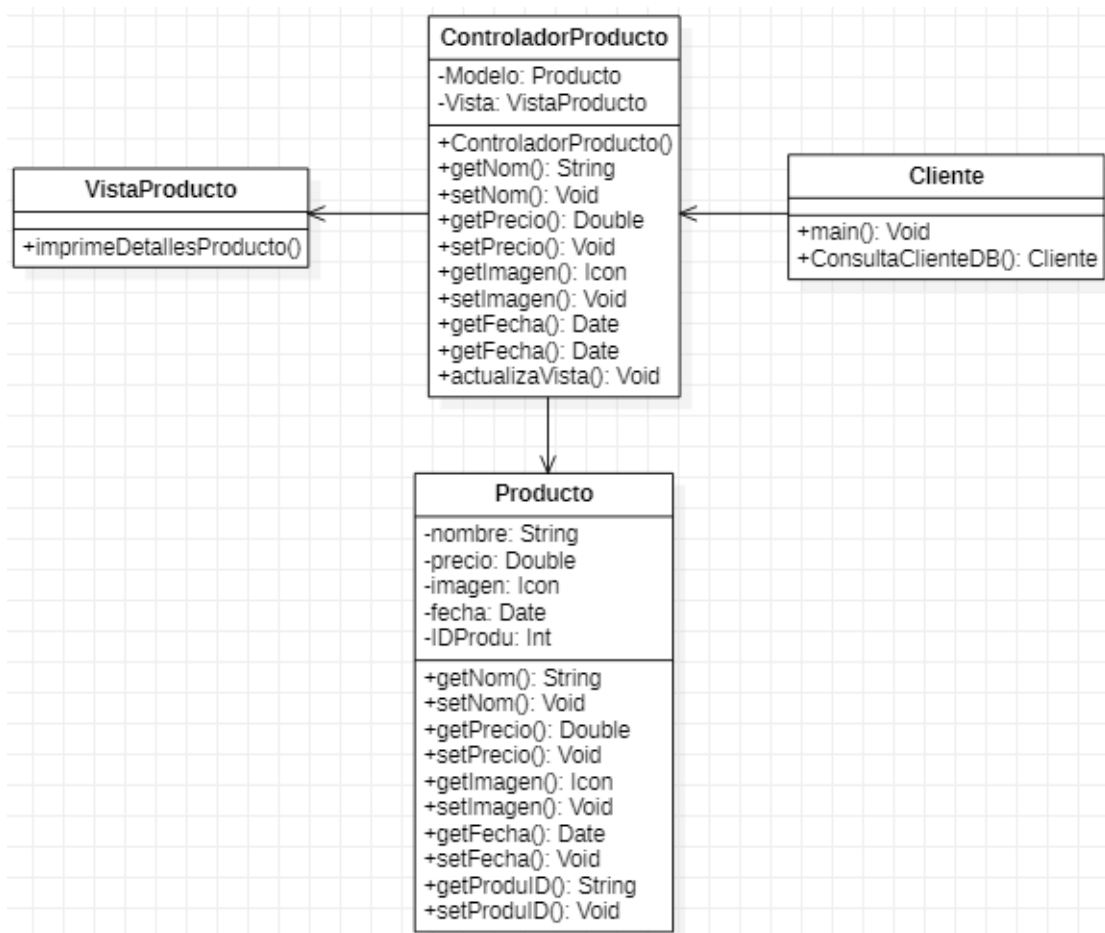 ControladorProducto
-Modelo: Producto
-Vista: VistaProducto
+ControladorProducto()
+getNom(): String
+setNom(): Void
+getPrecio(): Double
+setPrecio(): Void
+getImagen(): Icon
+setImagen(): Void
+getFecha(): Date
+getFecha(): Date
+actualizaVista(): Void
VistaProducto
+imprimeDetallesProducto()
Cliente
+main(): Void
+ConsultaClienteDB(): Cliente
Producto
-nombre: String
-precio: Double
-imagen: Icon
-fecha: Date
-IDProdu: Int
+getNom(): String
+setNom(): Void
+getPrecio(): Double
+setPrecio(): Void
+getImagen(): Icon
+setImagen(): Void
+getFecha(): Date
+setFecha(): Void
+getProduID(): String
+setProduID(): Void